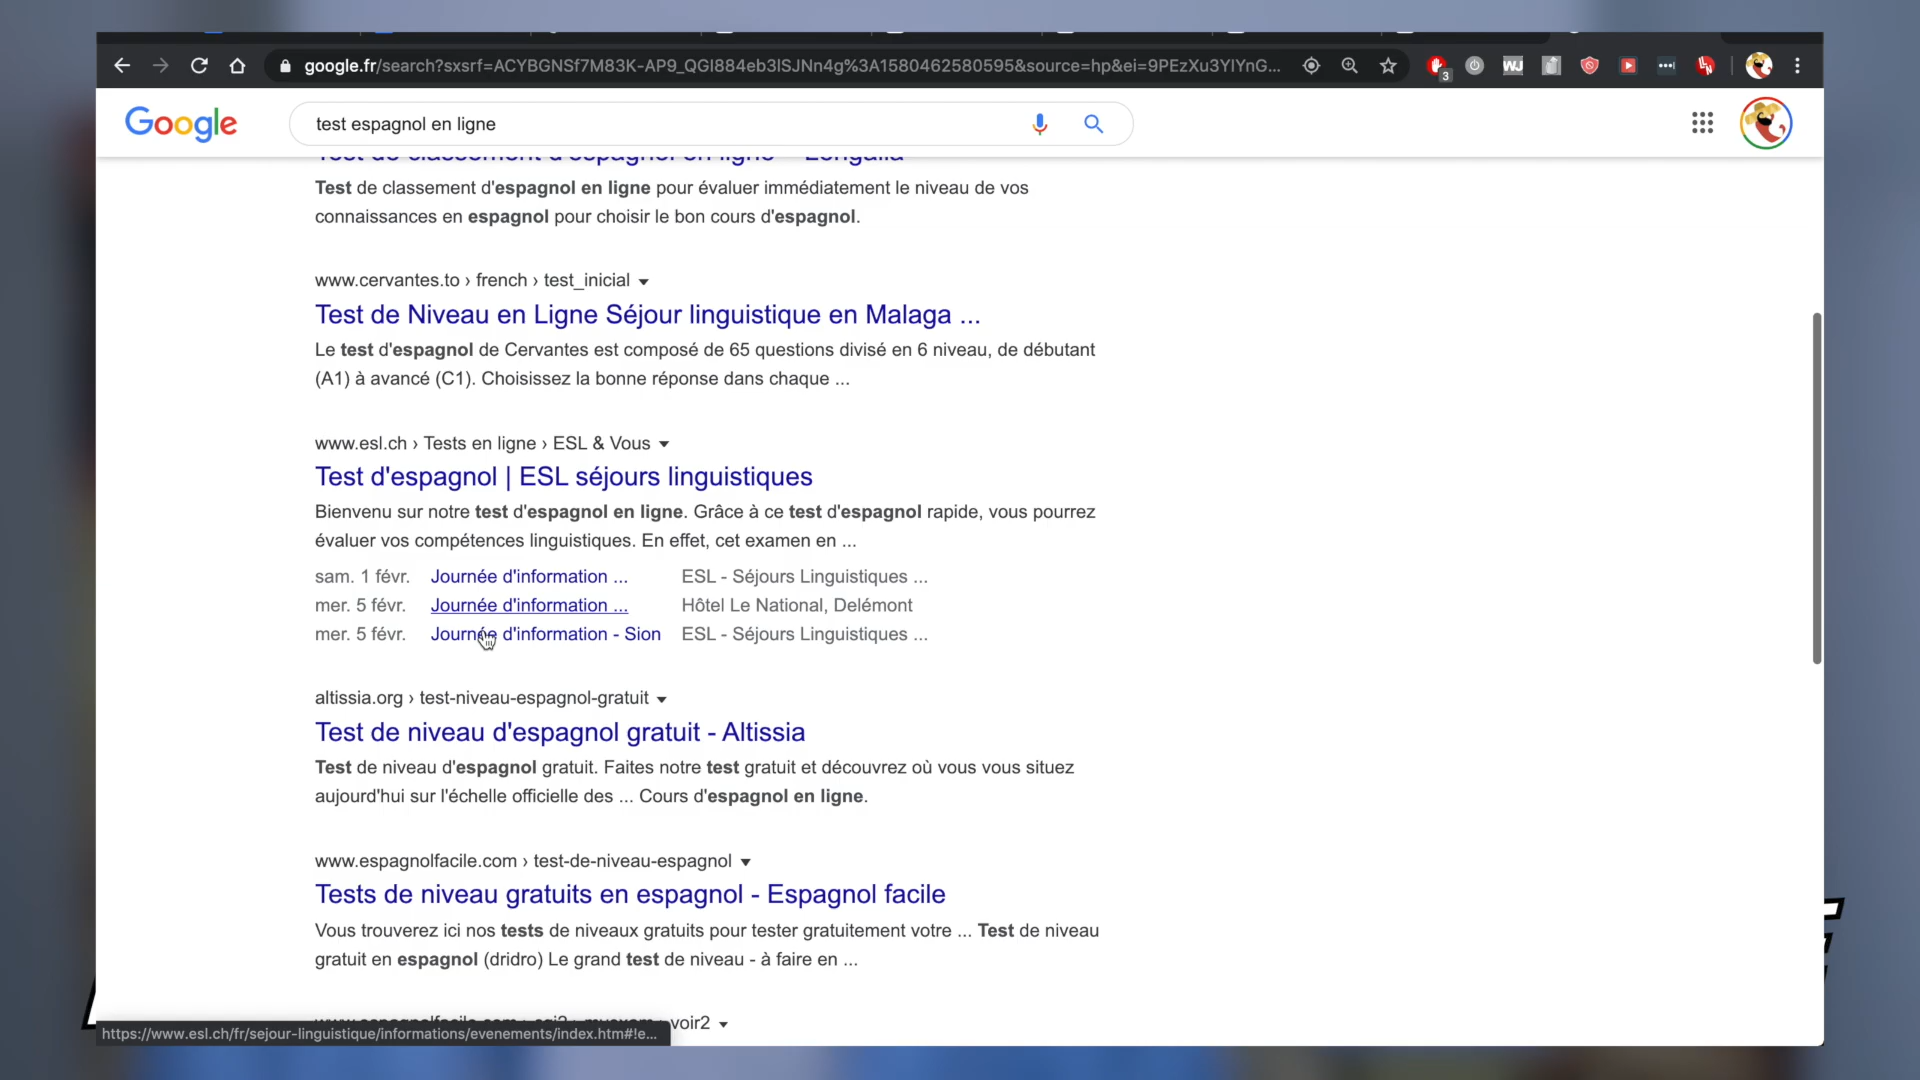 google.fr/search?sxsrf=ACYBGNSf7M83K-AP9_QGI884eb3ISJNn4g%3A1580462580595&source=hp&ei=9PEzXu3YIYnG...
3
Google
test espagnol en ligne
Test de classement d'espagnol en ligne - Lengalia
Test de classement d'espagnol en ligne pour évaluer immédiatement le niveau de vos
connaissances en espagnol pour choisir le bon cours d'espagnol.
www.cervantes.to › french › test_inicial
Test de Niveau en Ligne Séjour linguistique en Malaga ...
Le test d'espagnol de Cervantes est composé de 65 questions divisé en 6 niveau, de débutant
(A1) à avancé (C1). Choisissez la bonne réponse dans chaque ...
www.esl.ch › Tests en ligne › ESL & Vous
Test d'espagnol | ESL séjours linguistiques
Bienvenu sur notre test d'espagnol en ligne. Grâce à ce test d'espagnol rapide, vous pourrez
évaluer vos compétences linguistiques. En effet, cet examen en ...
sam. 1 févr. Journée d'information ... ESL - Séjours Linguistiques ...
mer. 5 févr. Journée d'information ... Hôtel Le National, Delémont
mer. 5 févr. Journée d'information - Sion ESL - Séjours Linguistiques ...
altissia.org › test-niveau-espagnol-gratuit
Test de niveau d'espagnol gratuit - Altissia
Test de niveau d'espagnol gratuit. Faites notre test gratuit et découvrez où vous vous situez
aujourd'hui sur l'échelle officielle des ... Cours d'espagnol en ligne.
www.espagnolfacile.com › test-de-niveau-espagnol
Tests de niveau gratuits en espagnol - Espagnol facile
Vous trouverez ici nos tests de niveaux gratuits pour tester gratuitement votre ... Test de niveau
gratuit en espagnol (dridro) Le grand test de niveau - à faire en ...
voir2
https://www.esl.ch/fr/sejour-linguistique/informations/evenements/index.htm#!e...